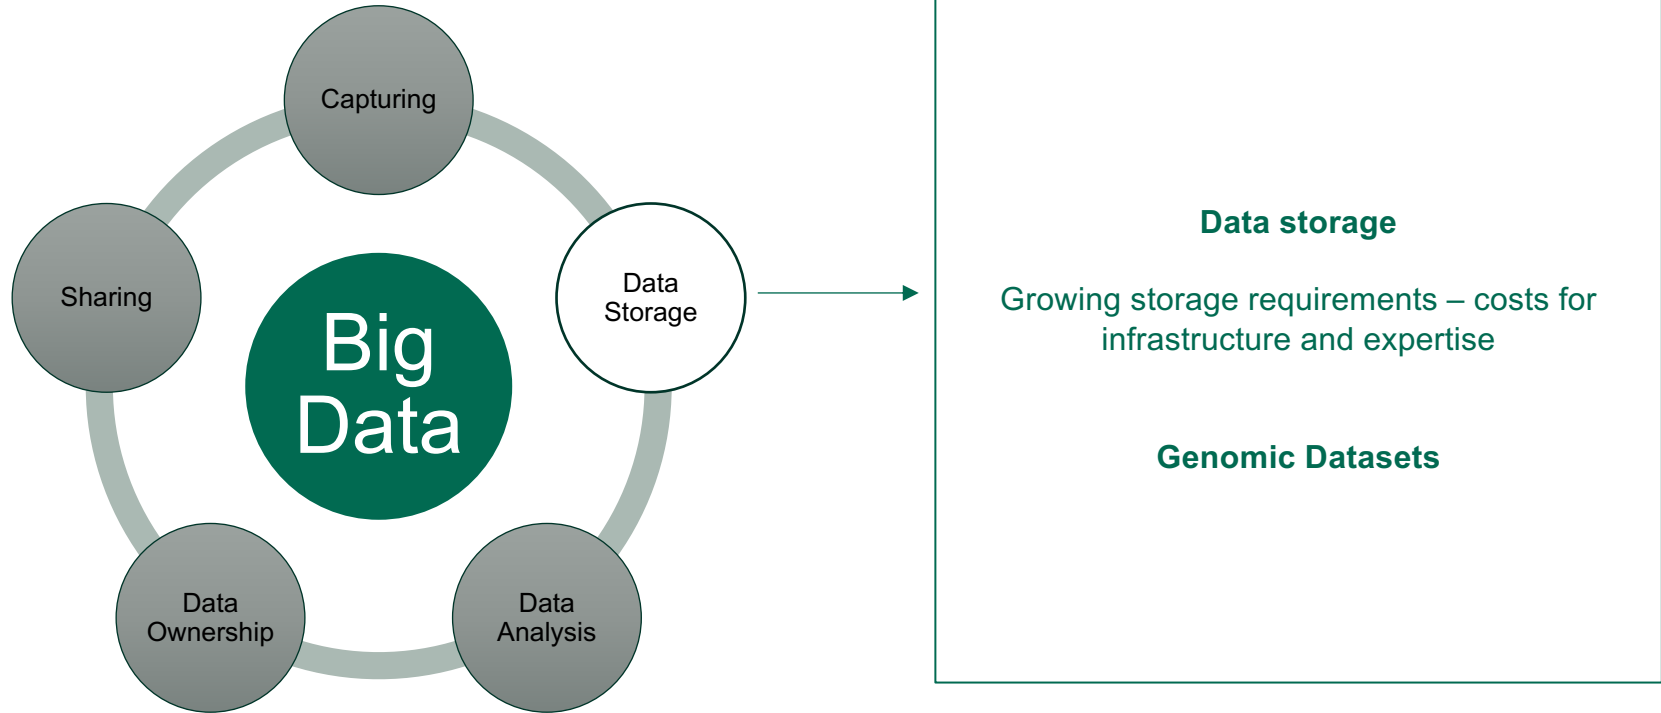 Capturing
Sharing
Data
Storage
Big
Data
Data
Ownership
Data
Analysis
Data storage
Growing storage requirements – costs for
infrastructure and expertise
Genomic Datasets